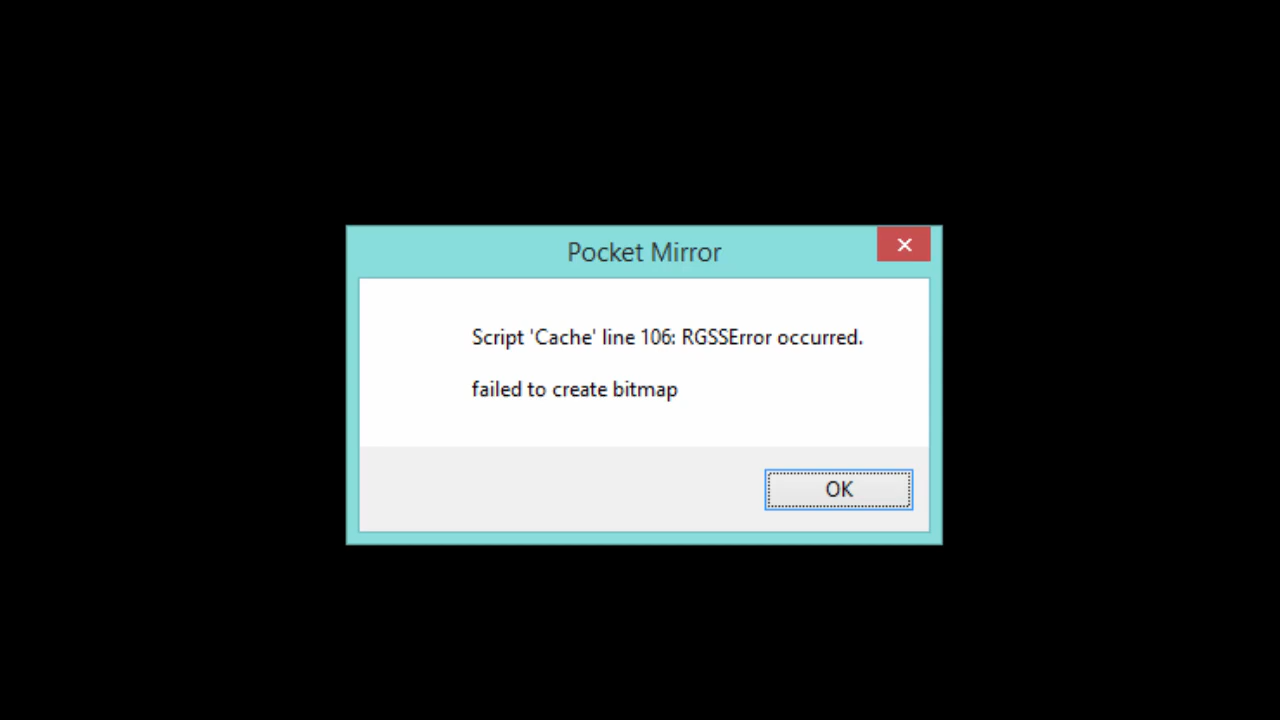 Pocket Mirror
Script 'Cache' line 106: RGSSError occurred.
failed to create bitmap
OK